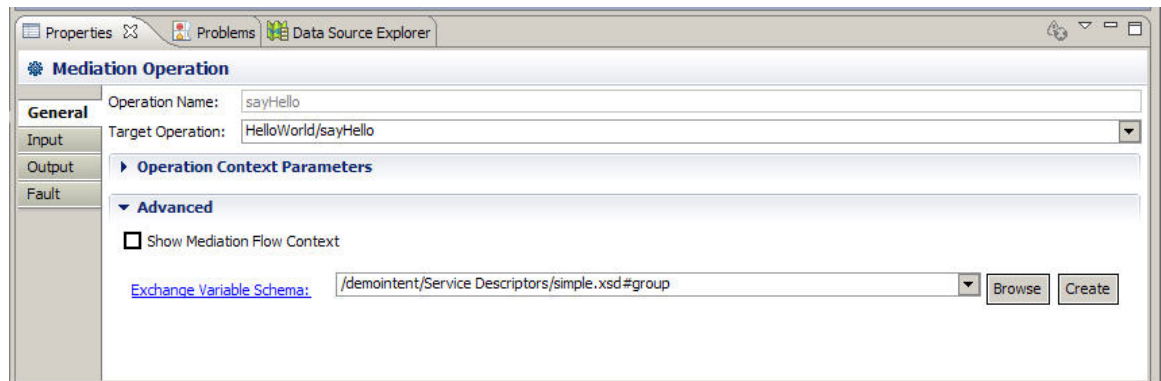 Properties Problems Data Source Explorer
Mediation Operation
General
Operation Name: sayHello
Input
Target Operation: HelloWorld/sayHello
Output
Operation Context Parameters
Fault
Advanced
Show Mediation Flow Context
Exchange Variable Schema: /demointent/Service Descriptors/simple.xsd#group Browse Create